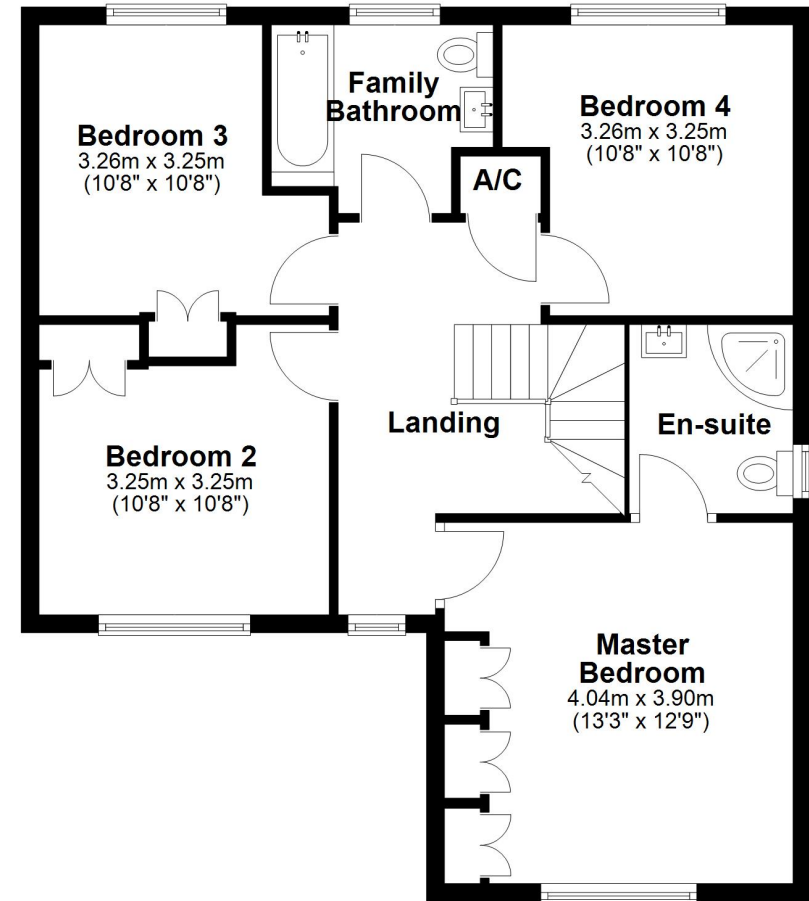 Bedroom 3
3.26m x 3.25m
(10'8" x 10'8")
Family
Bathroom
Bedroom 4
3.26m x 3.25m
(10'8" x 10'8")
A/C
Bedroom 2
3.25m x 3.25m
(10'8" x 10'8")
Landing
En-suite
Master
Bedroom
4.04m x 3.90m
(13'3" x 12'9")